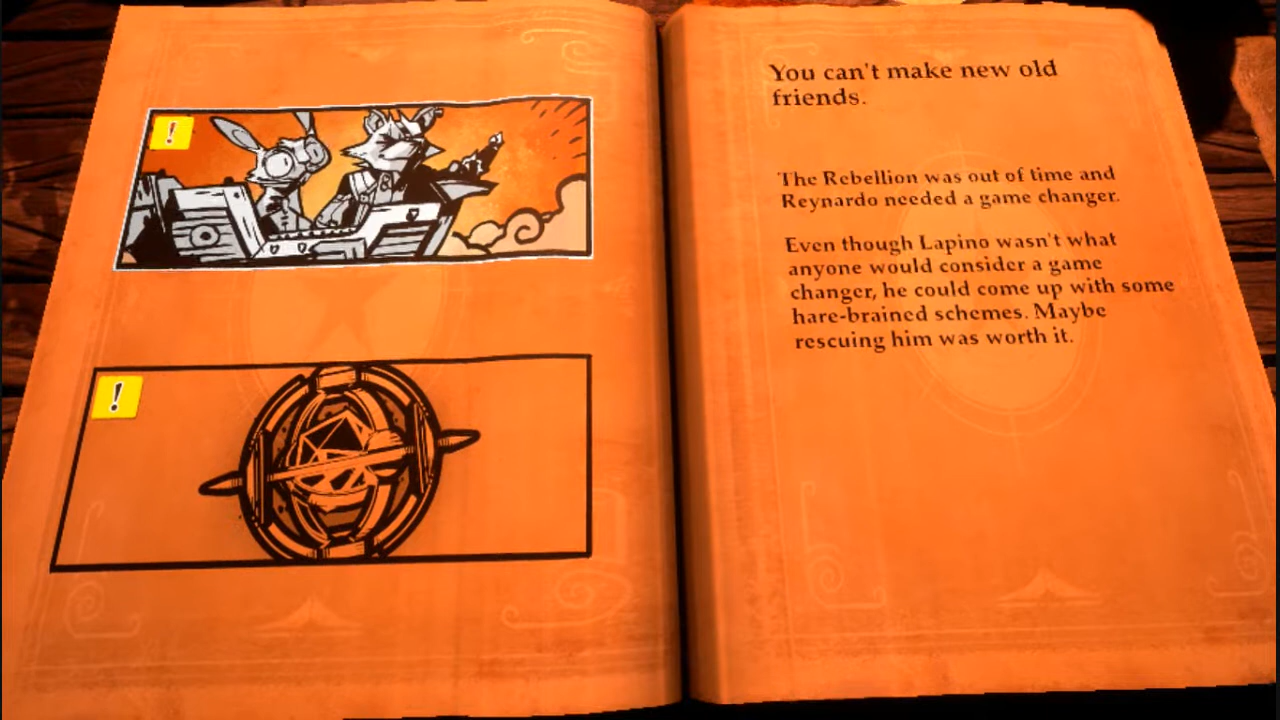 !
!
You can't make new old
friends.
The Rebellion was out of time and
Reynardo needed a game changer.
Even though Lapino wasn't what
anyone would consider a game
changer, he could come up with some
hare-brained schemes. Maybe
rescuing him was worth it.